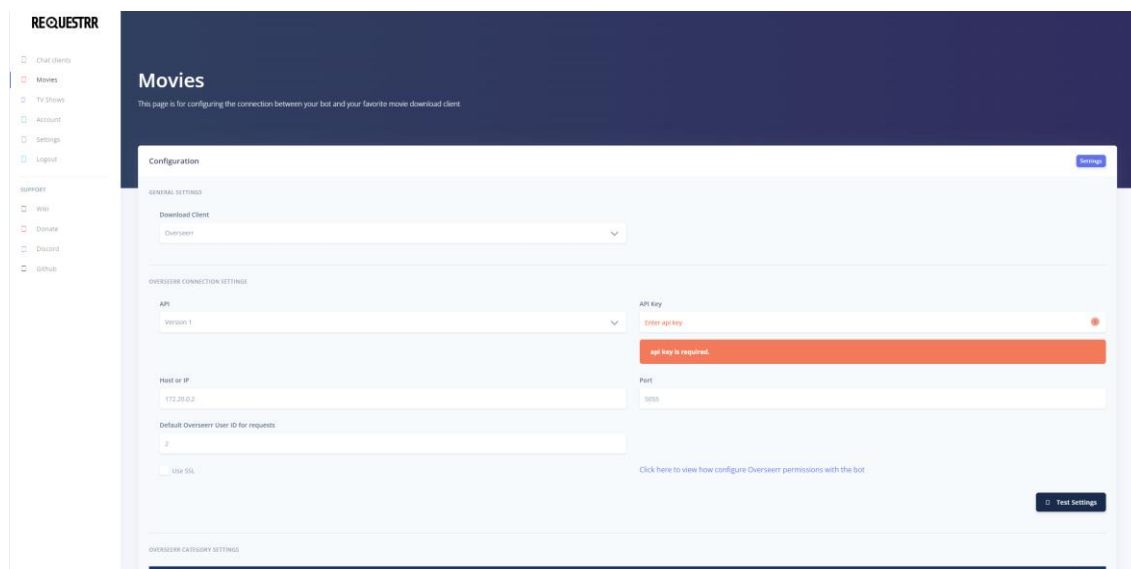 REQUESTRR
Chat clients
Movies
TV Shows
Account
Settings
Logout
SUPPORT
Wiki
Donate
Discord
Github
Movies
This page is for configuring the connection between your bot and your favorite movie download client
Configuration
Settings
GENERAL SETTINGS
Download Client
Overseerr
OVERSEERR CONNECTION SETTINGS
API
API Key
Version 1
Enter api key
api key is required.
Host or IP
Port
172.20.0.2
5055
Default Overseerr User ID for requests
2
Use SSL
Click here to view how configure Overseerr permissions with the bot
Test Settings
OVERSEERR CATEGORY SETTINGS